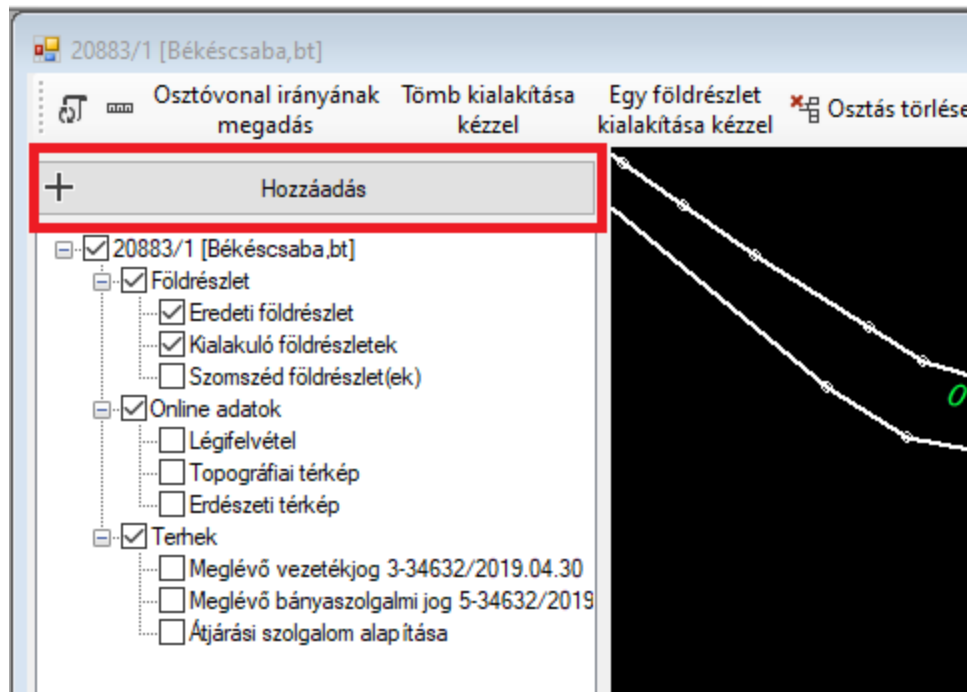 20883/1 [Békéscsaba,bt]
Osztóvonal irányának megadás
Tömb kialakítása kézzel
Egy földrészlet kialakítása kézzel
Osztás törlése
Hozzáadás
20883/1 [Békéscsaba,bt]
Földrészlet
Eredeti földrészlet
Kialakuló földrészletek
Szomszéd földrészlet(ek)
Online adatok
Légifelvétel
Topográfiai térkép
Erdészeti térkép
Terhek
Meglévő vezetékjog 3-34632/2019.04.30
Meglévő bányaszolgalmi jog 5-34632/2019
Átjárási szolgalom alapítása